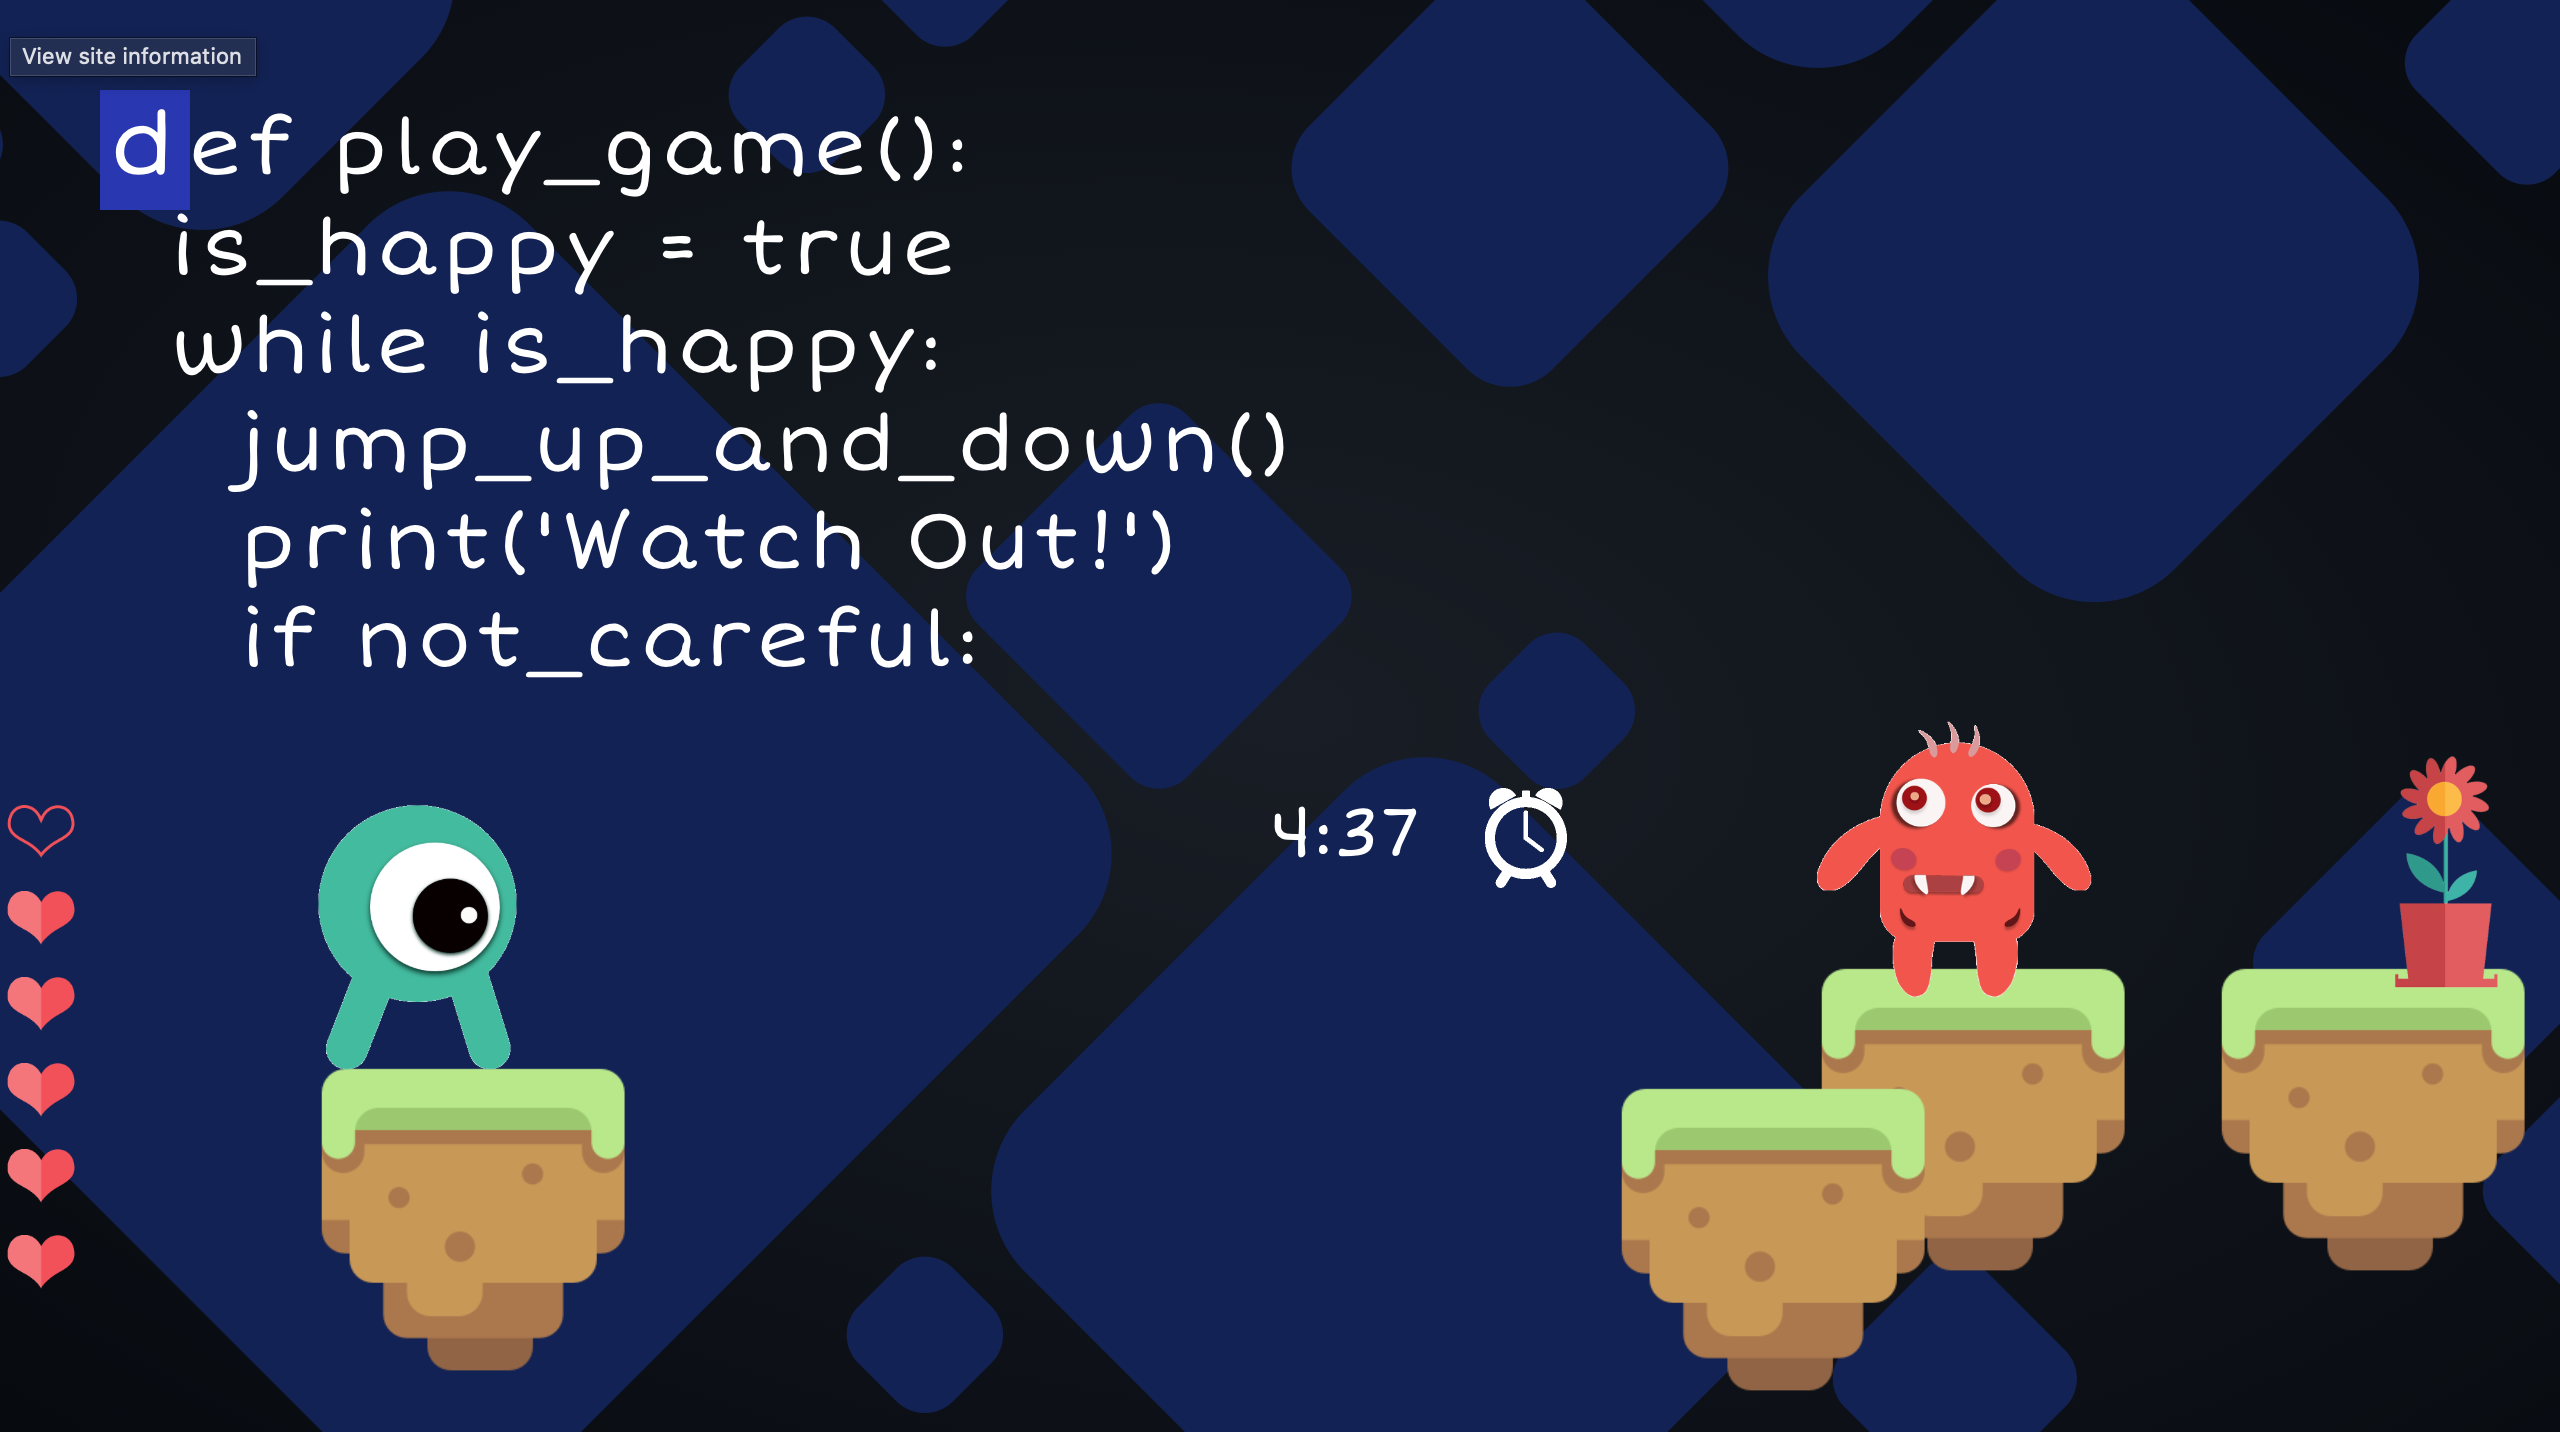 View site information
def play_game():
is_happy = true
while is_happy:
jump_up_and_down()
print('Watch Out!')
if not_careful:
4:37